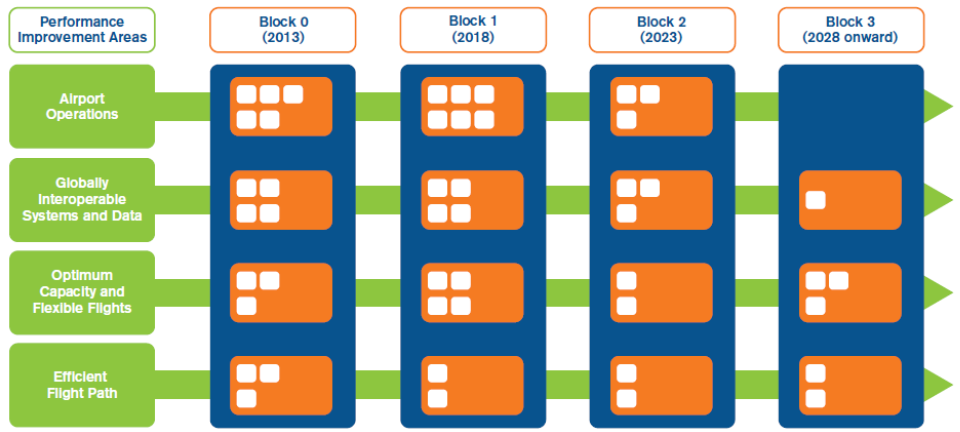 Performance
Improvement Areas
Block 0
(2013)
Block 1
(2018)
Block 2
(2023)
Block 3
(2028 onward)
Airport
Operations
Globally
Interoperable
Systems and Data
Optimum
Capacity and
Flexible Flights
Efficient
Flight Path